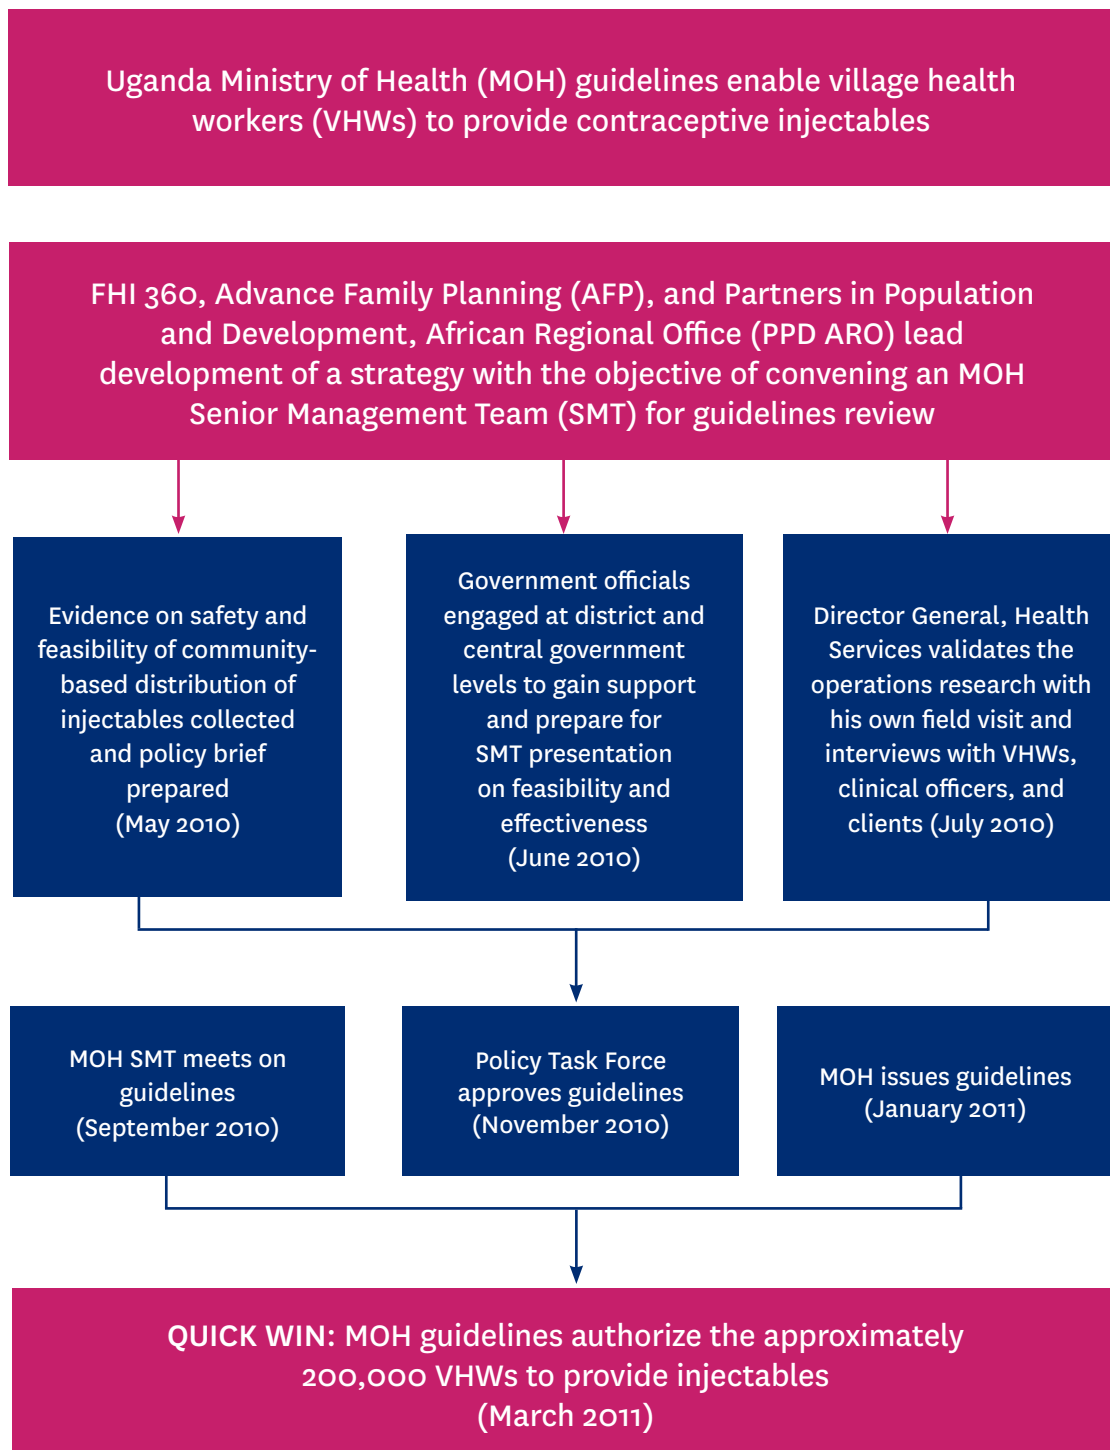 Uganda Ministry of Health (MOH) guidelines enable village health
workers (VHWs) to provide contraceptive injectables
FHI 360, Advance Family Planning (AFP), and Partners in Population
and Development, African Regional Office (PPD ARO) lead
development of a strategy with the objective of convening an MOH
Senior Management Team (SMT) for guidelines review
Evidence on safety and
feasibility of community-
based distribution of
injectables collected
and policy brief
prepared
(May 2010)
Government officials
engaged at district and
central government
levels to gain support
and prepare for
SMT presentation
on feasibility and
effectiveness
(June 2010)
Director General, Health
Services validates the
operations research with
his own field visit and
interviews with VHWs,
clinical officers, and
clients (July 2010)
MOH SMT meets on
guidelines
(September 2010)
Policy Task Force
approves guidelines
(November 2010)
MOH issues guidelines
(January 2011)
QUICK WIN: MOH guidelines authorize the approximately
200,000 VHWs to provide injectables
(March 2011)